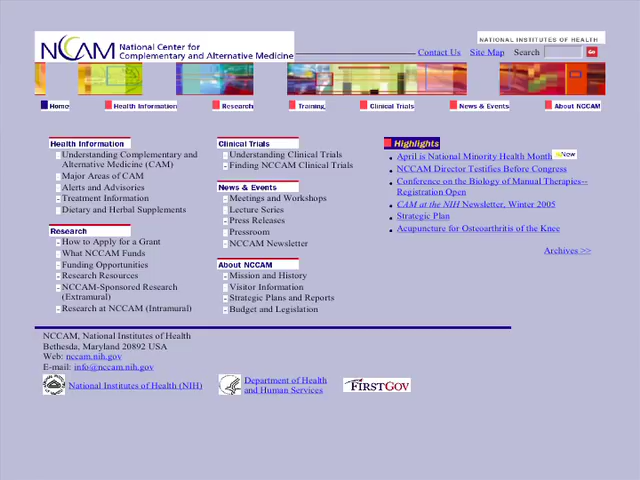 NATIONAL INSTITUTES OF HEALTH
NCCAM National Center for
Complementary and Alternative Medicine
Contact Us Site Map Search Go
Home Health Information Research Training Clinical Trials News & Events About NCCAM
Health Information
Understanding Complementary and
Alternative Medicine (CAM)
Major Areas of CAM
Alerts and Advisories
Treatment Information
Dietary and Herbal Supplements
Research
How to Apply for a Grant
What NCCAM Funds
Funding Opportunities
Research Resources
NCCAM-Sponsored Research
(Extramural)
Research at NCCAM (Intramural)
Clinical Trials
Understanding Clinical Trials
Finding NCCAM Clinical Trials
News & Events
Meetings and Workshops
Lecture Series
Press Releases
Pressroom
NCCAM Newsletter
About NCCAM
Mission and History
Visitor Information
Strategic Plans and Reports
Budget and Legislation
Highlights
April is National Minority Health Month New
NCCAM Director Testifies Before Congress
Conference on the Biology of Manual Therapies--
Registration Open
CAM at the NIH Newsletter, Winter 2005
Strategic Plan
Acupuncture for Osteoarthritis of the Knee
Archives >>
NCCAM, National Institutes of Health
Bethesda, Maryland 20892 USA
Web: nccam.nih.gov
E-mail: info@nccam.nih.gov
National Institutes of Health (NIH)
Department of Health
and Human Services
FIRSTGOV